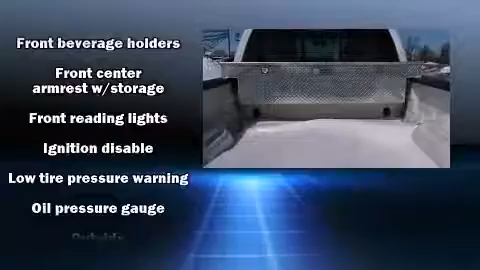 Front beverage holders
Front center
armrest w/storage
Front reading lights
Ignition disable
Low tire pressure warning
Oil pressure gauge